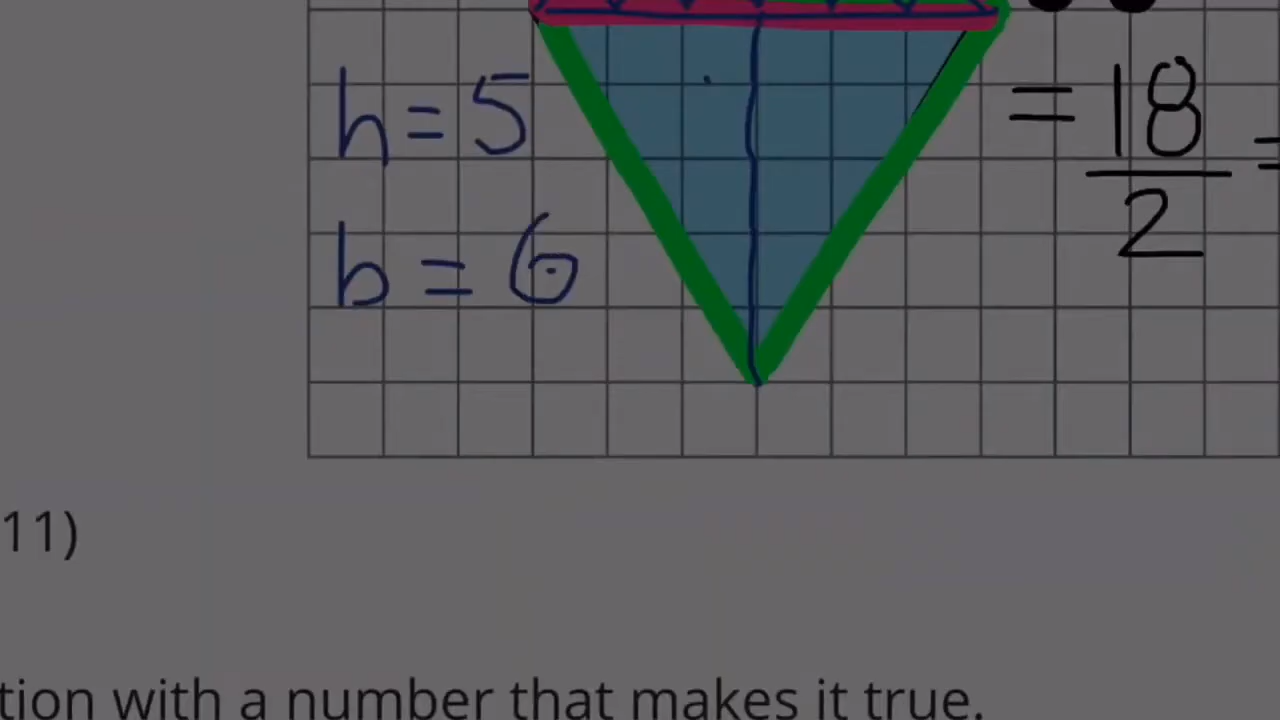 h = 5
= 18/2 =
b = 6
11)
tion with a number that makes it true.